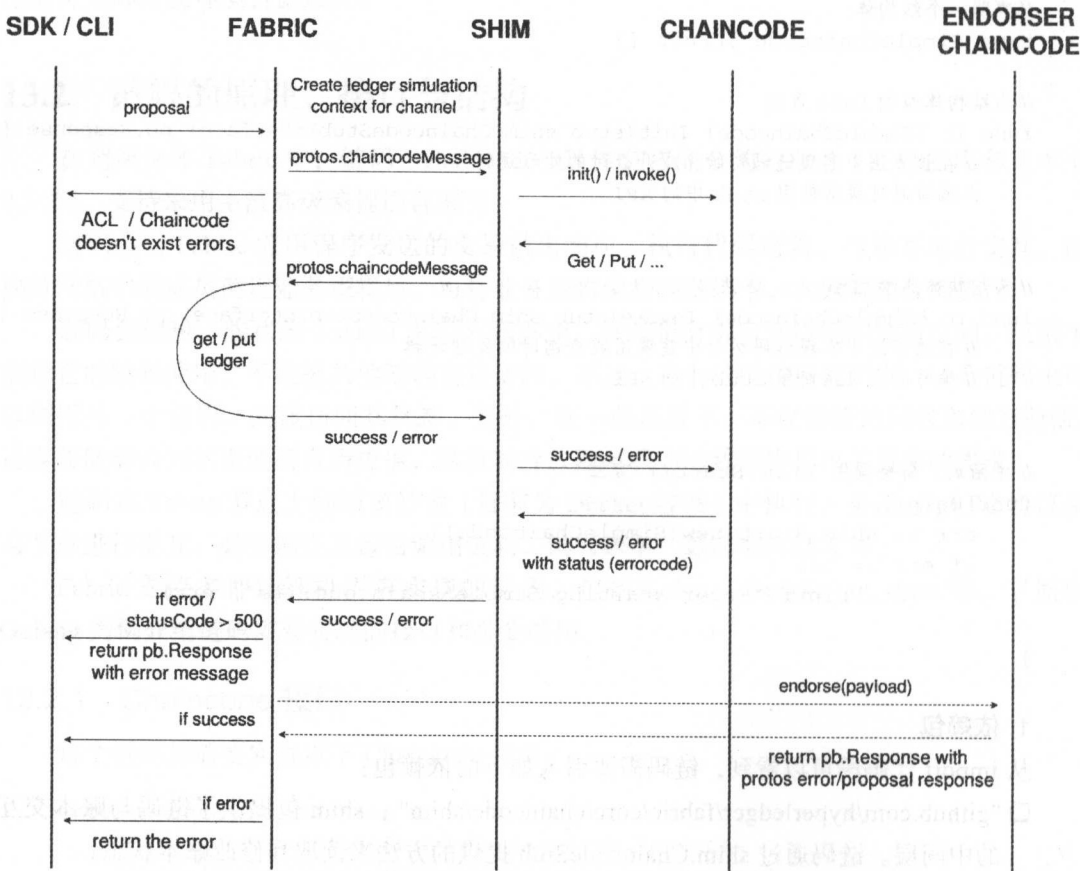 SDK / CLI
FABRIC
SHIM
CHAINCODE
ENDORSER
CHAINCODE
proposal
Create ledger simulation
context for channel
protos.chaincodeMessage
init() / invoke()
ACL / Chaincode
doesn't exist errors
Get / Put / ...
protos.chaincodeMessage
get / put
ledger
success / error
success / error
success / error
with status (errorcode)
if error /
statusCode > 500
success / error
return pb.Response
with error message
endorse(payload)
if success
return pb.Response with
protos error/proposal response
if error
return the error